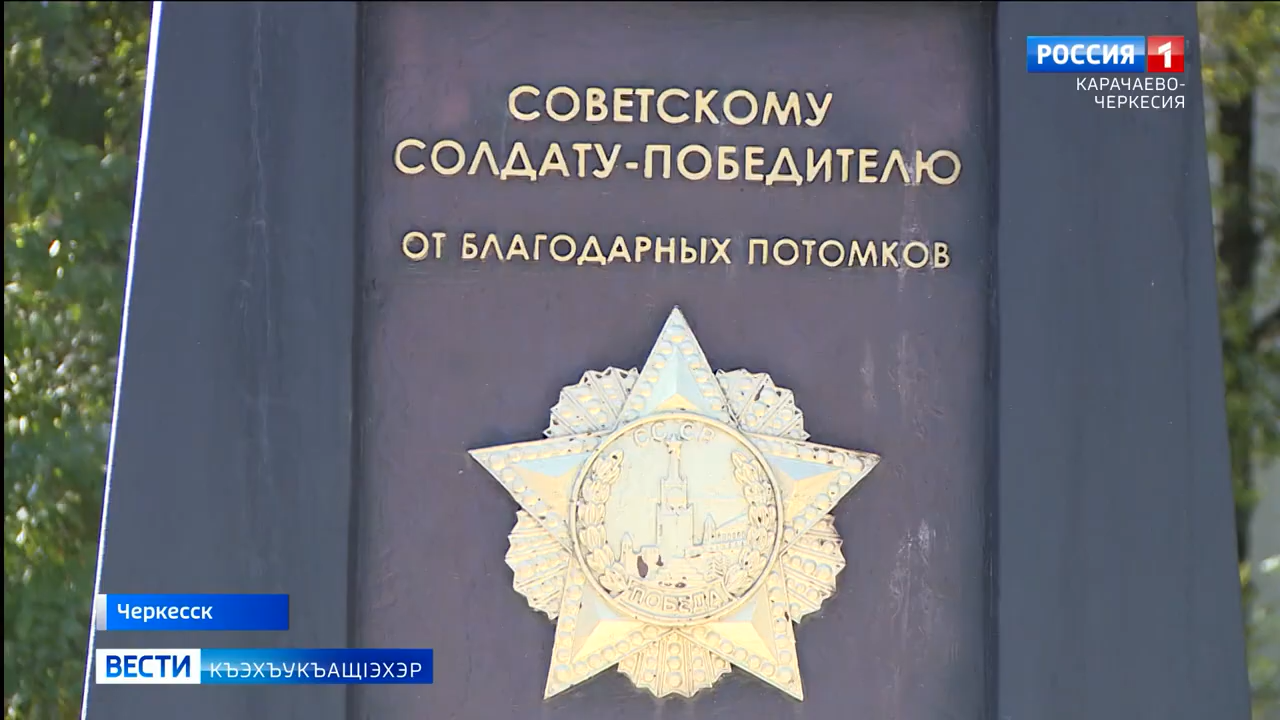 РОССИЯ 1
КАРАЧАЕВО-
ЧЕРКЕСИЯ
СОВЕТСКОМУ
СОЛДАТУ-ПОБЕДИТЕЛЮ
ОТ БЛАГОДАРНЫХ ПОТОМКОВ
СССР
ПОБЕДА
Черкесск
ВЕСТИ КЪЭХЪУКЪАЩIЭХЭР